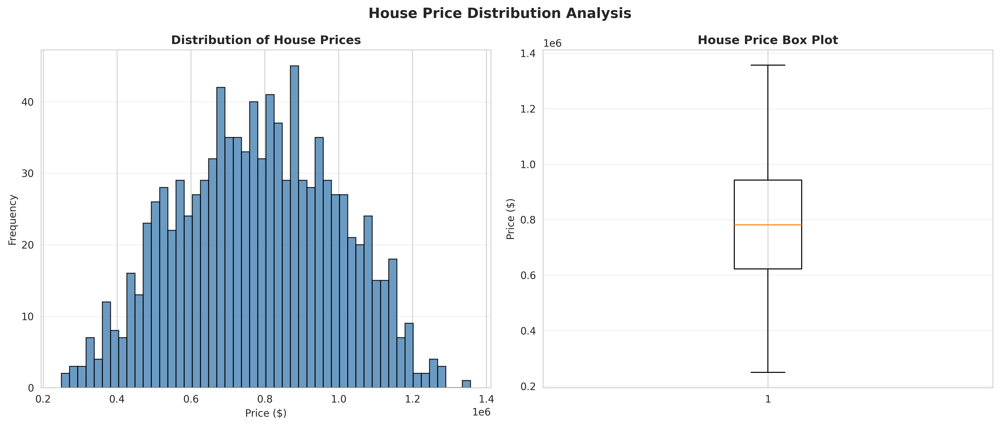 House Price Distribution Analysis
Distribution of House Prices
Frequency
40
30
20
10
0
0.2 0.4 0.6 0.8 1.0 1.2 1.4
1e6
Price ($)
House Price Box Plot
1e6
Price ($)
1.4
1.2
1.0
0.8
0.6
0.4
0.2
1